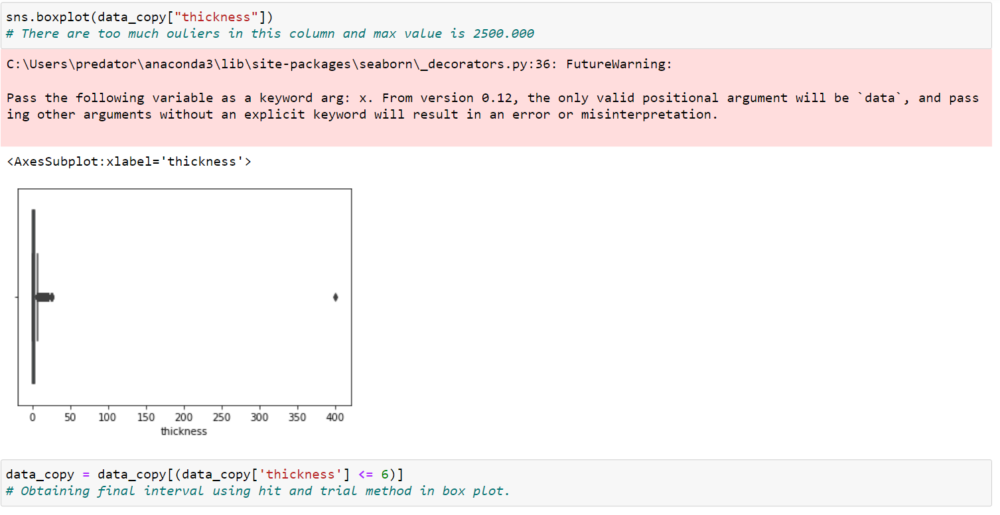 sns.boxplot(data_copy["thickness"])
# There are too much ouliers in this column and max value is 2500.000
C:\Users\predator\anaconda3\lib\site-packages\seaborn\_decorators.py:36: FutureWarning:
Pass the following variable as a keyword arg: x. From version 0.12, the only valid positional argument will be `data`, and pass
ing other arguments without an explicit keyword will result in an error or misinterpretation.
<AxesSubplot:xlabel='thickness'>
0 50 100 150 200 250 300 350 400
thickness
data_copy = data_copy[(data_copy['thickness'] <= 6)]
# Obtaining final interval using hit and trial method in box plot.